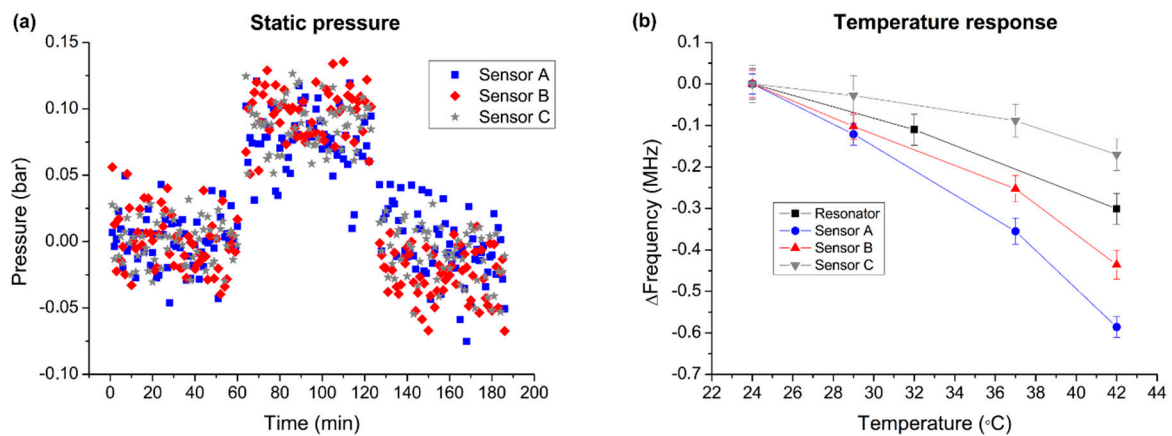 (a)
Static pressure
0.15
0.10
0.05
0.00
-0.05
-0.10
Pressure (bar)
Sensor A
Sensor B
Sensor C
0 20 40 60 80 100 120 140 160 180 200
Time (min)
(b)
Temperature response
0.1
0.0
-0.1
-0.2
-0.3
-0.4
-0.5
-0.6
-0.7
ΔFrequency (MHz)
Resonator
Sensor A
Sensor B
Sensor C
22 24 26 28 30 32 34 36 38 40 42 44
Temperature (◦C)